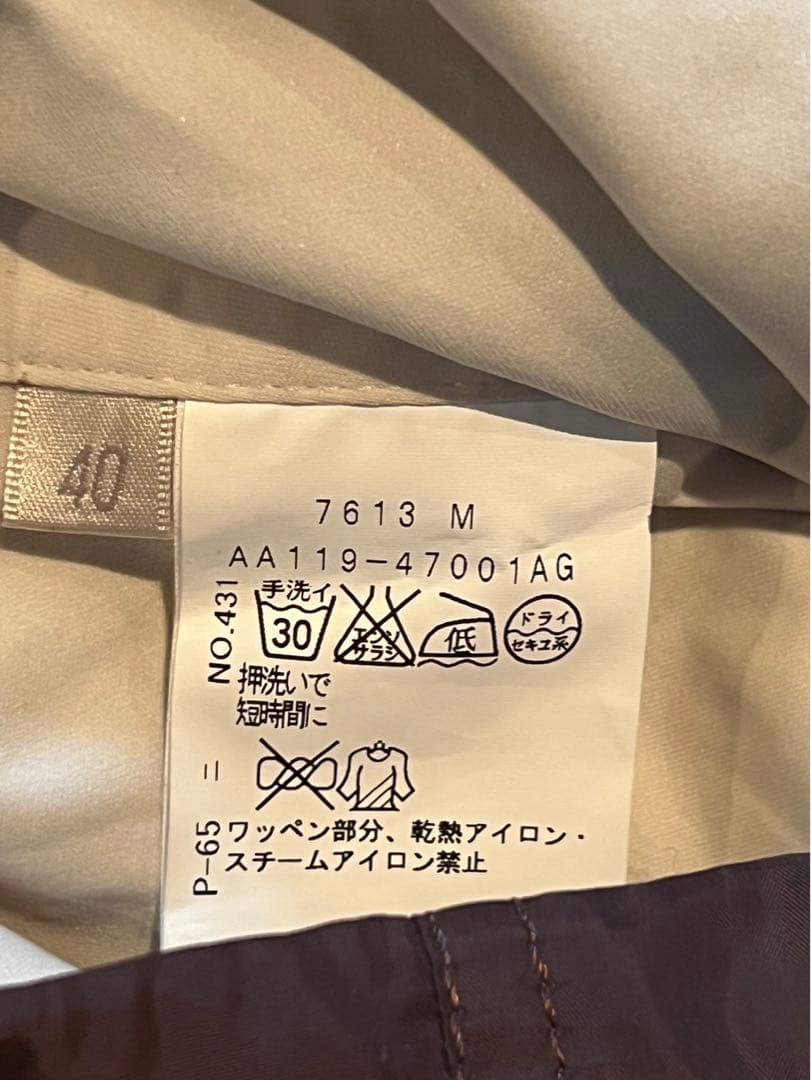 40
7613 M
AA119-47001AG
NO.431
手洗イ
30
エンソ
サラシ
低
ドライ
セキユ系
押洗いで
短時間に
P-65 =
ワッペン部分、乾熱アイロン・
スチームアイロン禁止